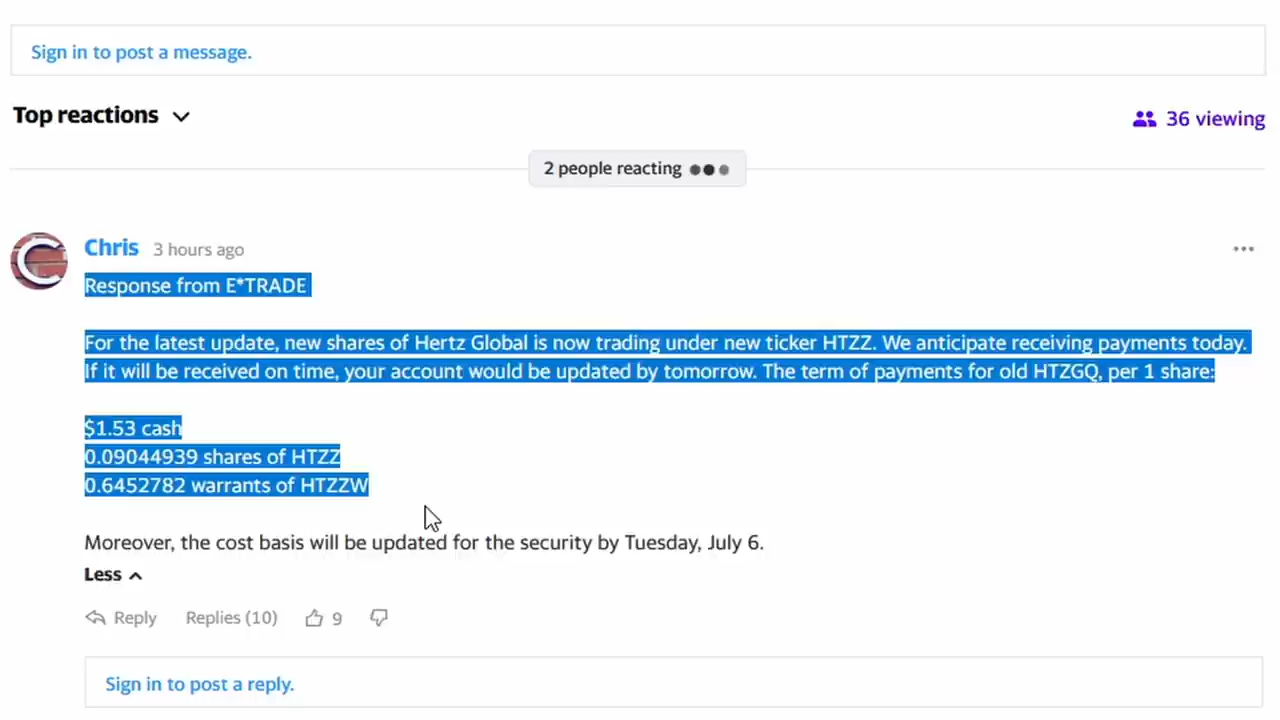 Sign in to post a message.
Top reactions
36 viewing
2 people reacting
Chris 3 hours ago
Response from E*TRADE
For the latest update, new shares of Hertz Global is now trading under new ticker HTZZ. We anticipate receiving payments today.
If it will be received on time, your account would be updated by tomorrow. The term of payments for old HTZGQ, per 1 share:
$1.53 cash
0.09044939 shares of HTZZ
0.6452782 warrants of HTZZW
Moreover, the cost basis will be updated for the security by Tuesday, July 6.
Less
Reply Replies (10) 9
Sign in to post a reply.